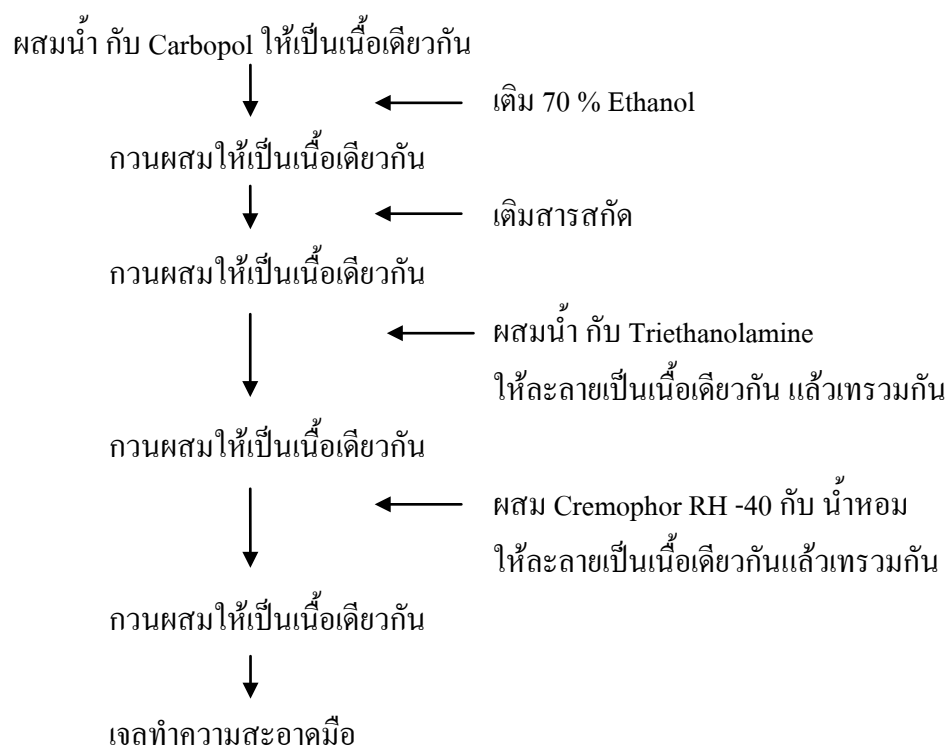 ผสมน้ำ กับ Carbopol ให้เป็นเนื้อเดียวกัน
เติม 70 % Ethanol
กวนผสมให้เป็นเนื้อเดียวกัน
เติมสารสกัด
กวนผสมให้เป็นเนื้อเดียวกัน
ผสมน้ำ กับ Triethanolamine
ให้ละลายเป็นเนื้อเดียวกัน แล้วเทรวมกัน
กวนผสมให้เป็นเนื้อเดียวกัน
ผสม Cremophor RH -40 กับ น้ำหอม
ให้ละลายเป็นเนื้อเดียวกันแล้วเทรวมกัน
กวนผสมให้เป็นเนื้อเดียวกัน
เจลทำความสะอาดมือ